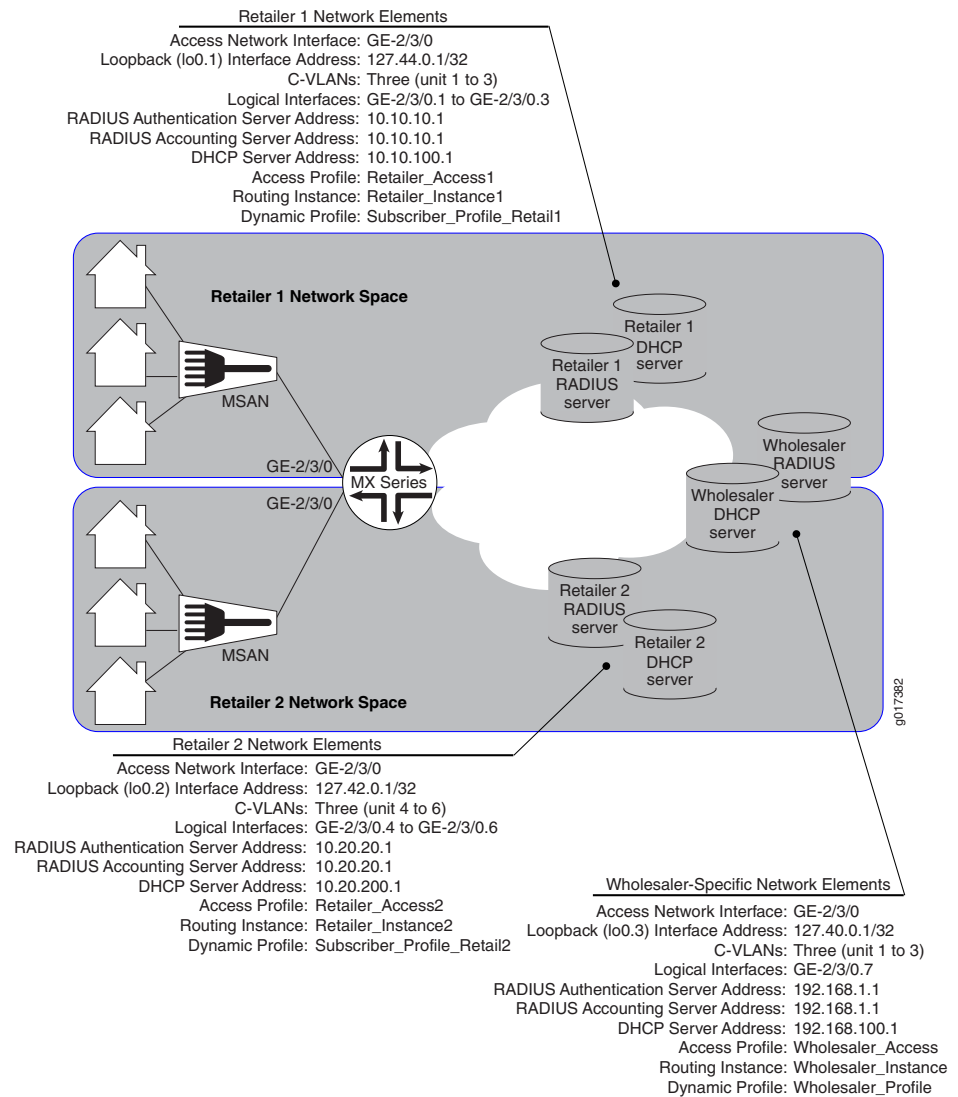 Retailer 1 Network Elements
Access Network Interface: GE-2/3/0
Loopback (lo0.1) Interface Address: 127.44.0.1/32
C-VLANs: Three (unit 1 to 3)
Logical Interfaces: GE-2/3/0.1 to GE-2/3/0.3
RADIUS Authentication Server Address: 10.10.10.1
RADIUS Accounting Server Address: 10.10.10.1
DHCP Server Address: 10.10.100.1
Access Profile: Retailer_Access1
Routing Instance: Retailer_Instance1
Dynamic Profile: Subscriber_Profile_Retail1
Retailer 1 Network Space
Retailer 1
DHCP
server
Retailer 1
RADIUS
server
MSAN
GE-2/3/0
MX Series
GE-2/3/0
Wholesaler
RADIUS
server
Wholesaler
DHCP
server
Retailer 2
RADIUS
server
Retailer 2
DHCP
server
MSAN
Retailer 2 Network Space
g017382
Retailer 2 Network Elements
Access Network Interface: GE-2/3/0
Loopback (lo0.2) Interface Address: 127.42.0.1/32
C-VLANs: Three (unit 4 to 6)
Logical Interfaces: GE-2/3/0.4 to GE-2/3/0.6
RADIUS Authentication Server Address: 10.20.20.1
RADIUS Accounting Server Address: 10.20.20.1
DHCP Server Address: 10.20.200.1
Access Profile: Retailer_Access2
Routing Instance: Retailer_Instance2
Dynamic Profile: Subscriber_Profile_Retail2
Wholesaler-Specific Network Elements
Access Network Interface: GE-2/3/0
Loopback (lo0.3) Interface Address: 127.40.0.1/32
C-VLANs: Three (unit 1 to 3)
Logical Interfaces: GE-2/3/0.7
RADIUS Authentication Server Address: 192.168.1.1
RADIUS Accounting Server Address: 192.168.1.1
DHCP Server Address: 192.168.100.1
Access Profile: Wholesaler_Access
Routing Instance: Wholesaler_Instance
Dynamic Profile: Wholesaler_Profile